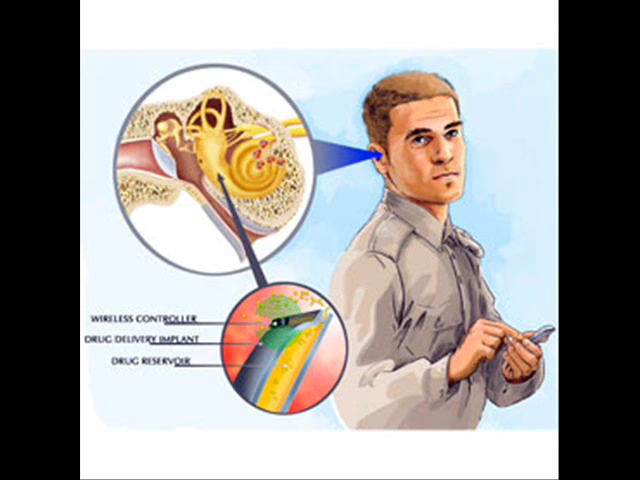 WIRELESS CONTROLLER
DRUG DELIVERY IMPLANT
DRUG RESERVOIR